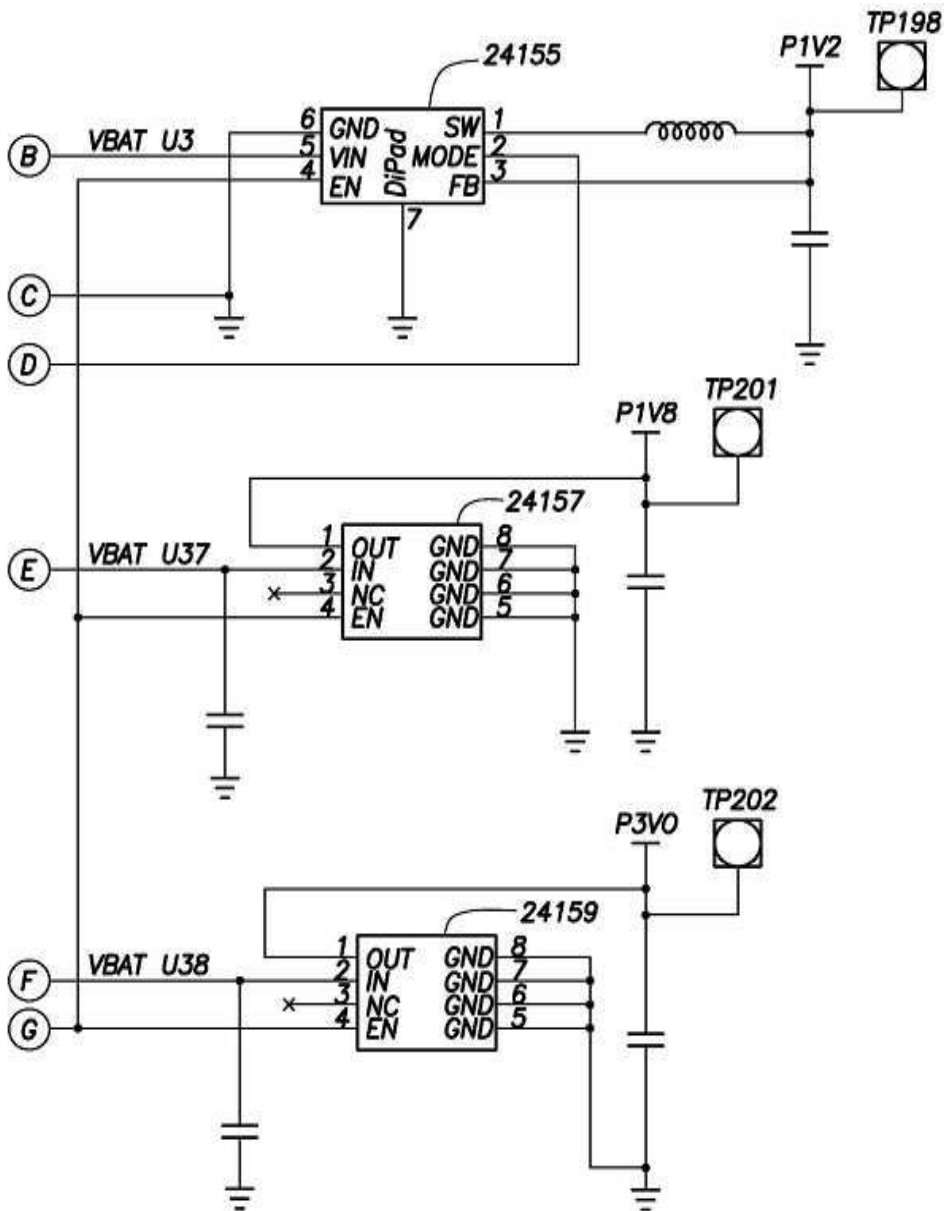 TP198
P1V2
24155
6 GND SW 1
B VBAT U3 5 VIN MODE 2
4 EN DiPad FB 3
7
C
D
TP201
P1V8
24157
1 OUT GND 8
E VBAT U37 2 IN GND 7
3 NC GND 6
4 EN GND 5
TP202
P3V0
24159
1 OUT GND 8
F VBAT U38 2 IN GND 7
3 NC GND 6
G 4 EN GND 5